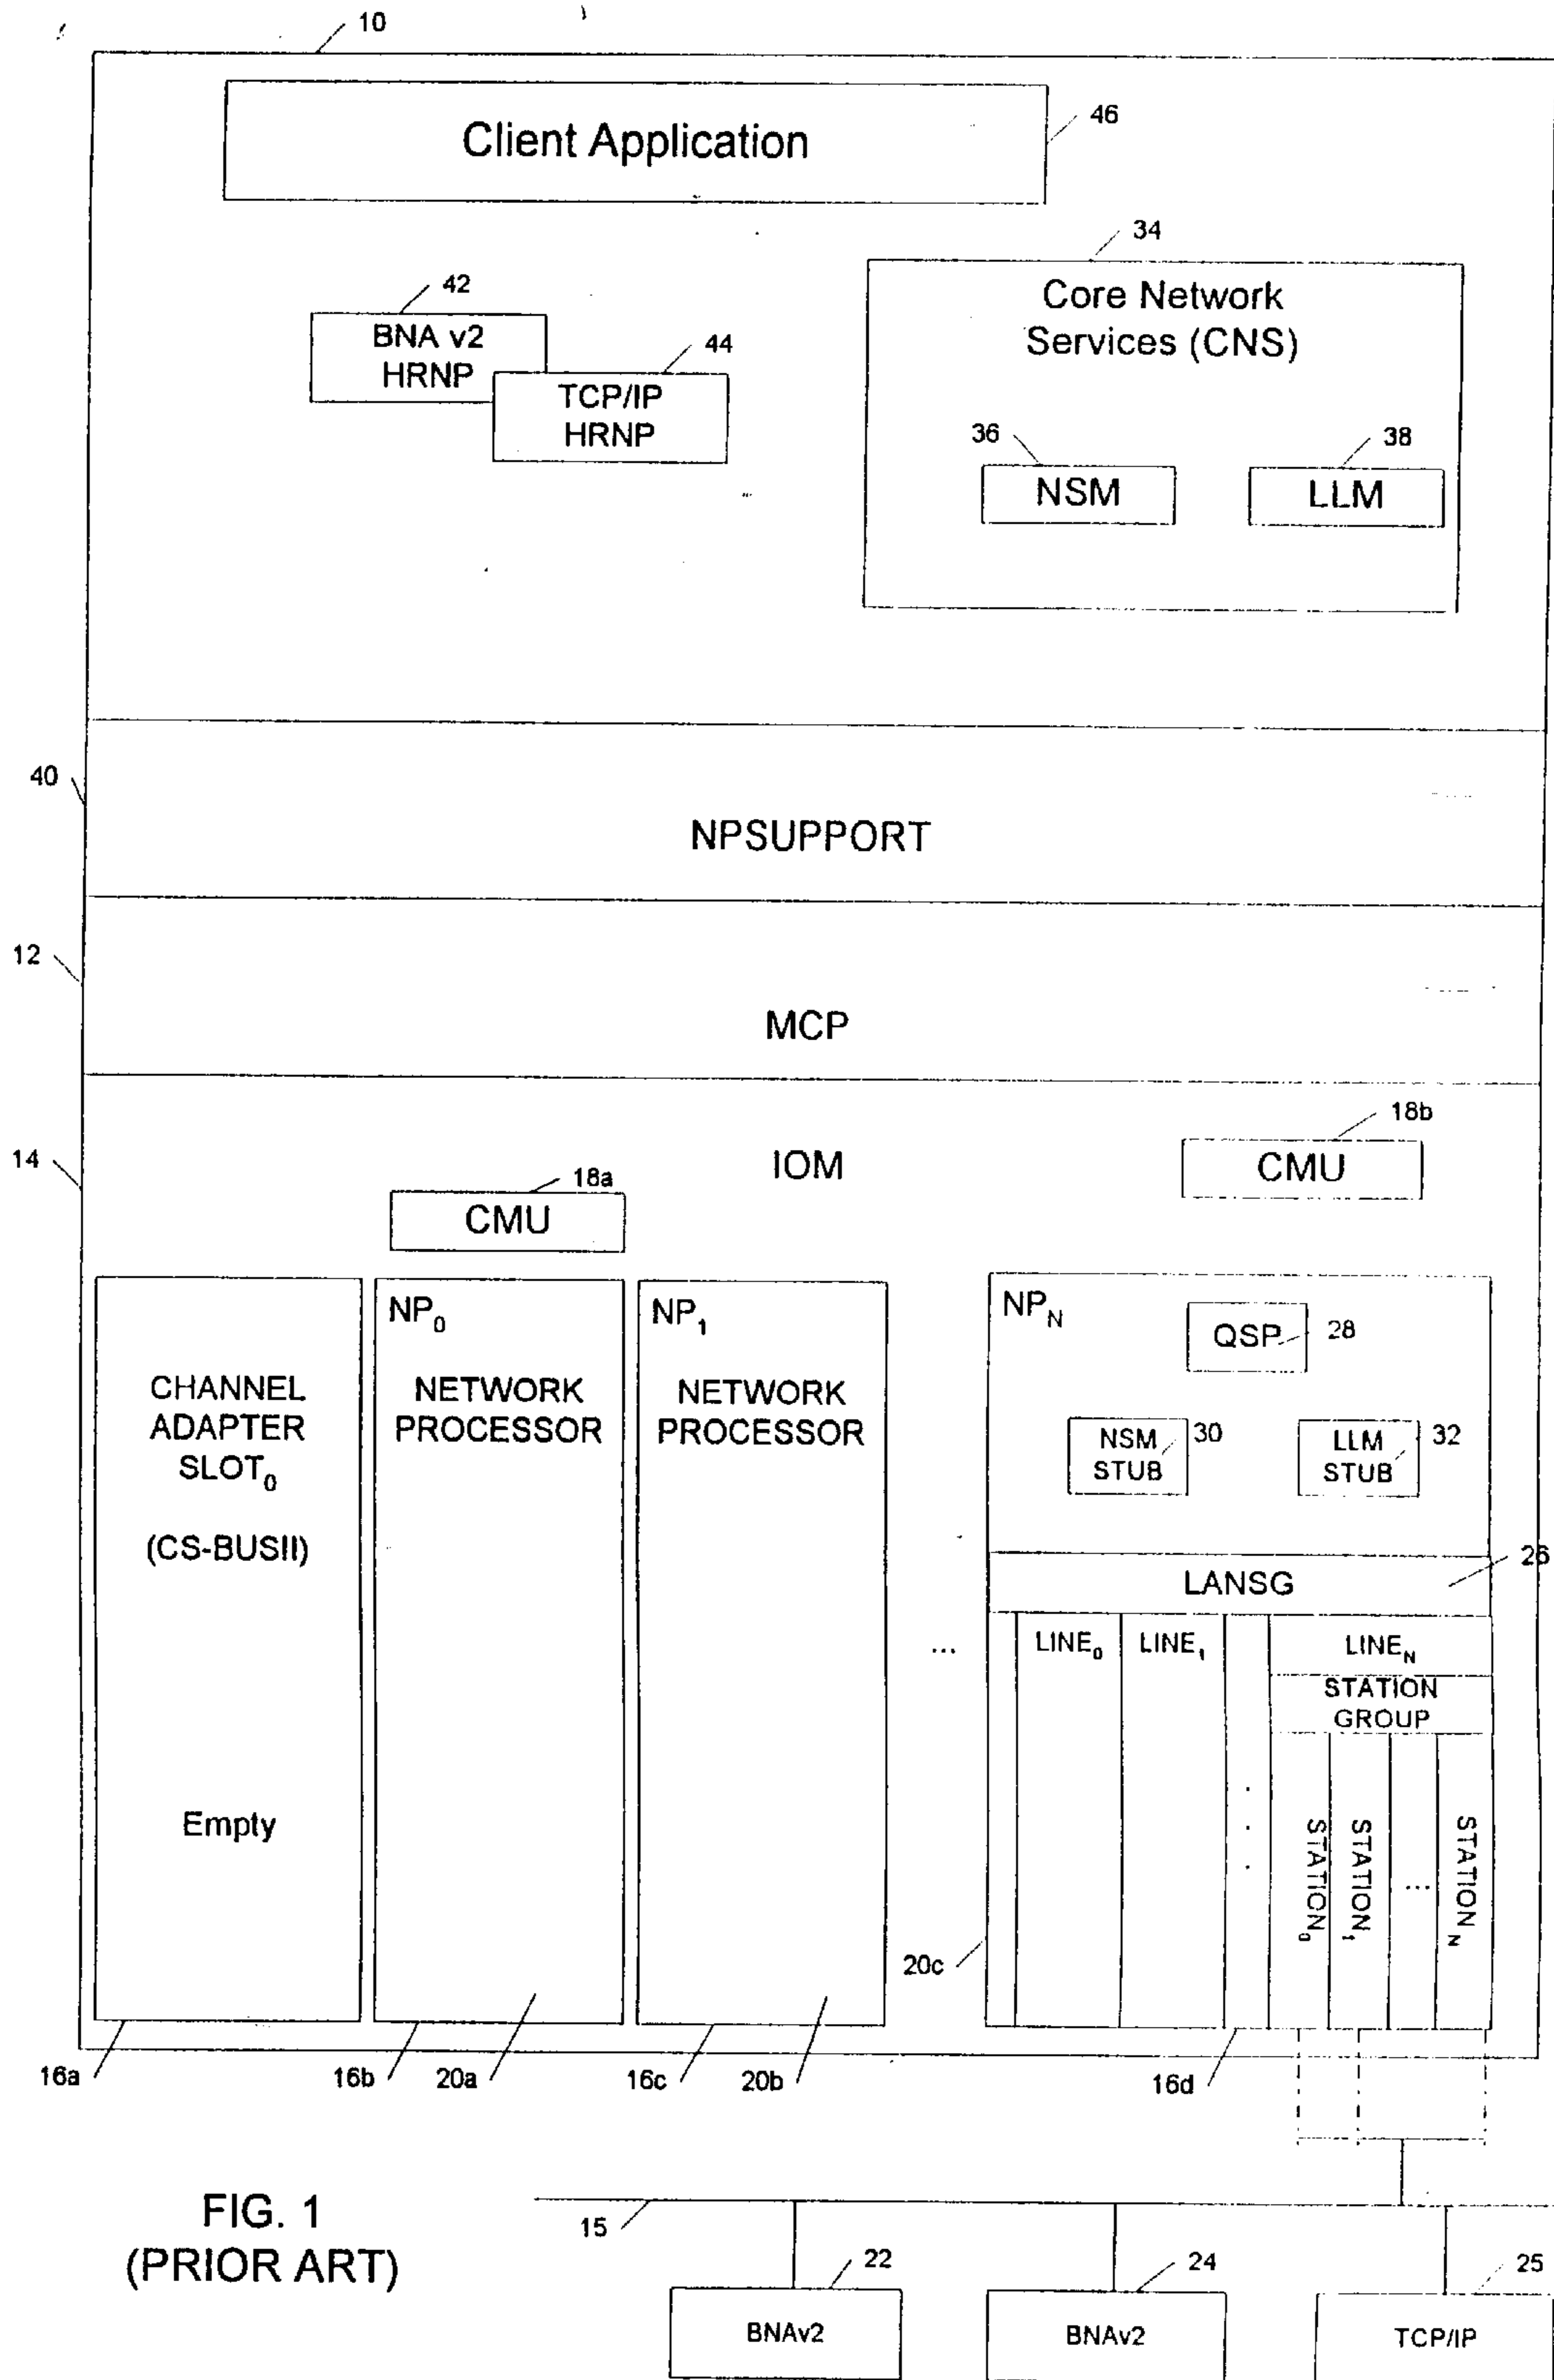 10
Client Application
46
34
Core Network
Services (CNS)
42
BNA v2
HRNP
44
TCP/IP
HRNP
36
38
NSM
LLM
40
NPSUPPORT
12
MCP
18b
14
IOM
CMU
18a
CMU
CHANNEL
ADAPTER
SLOT₀
(CS-BUSII)
Empty
NP₀
NETWORK
PROCESSOR
NP₁
NETWORK
PROCESSOR
...
NP_N
QSP
28
NSM
STUB
30
LLM
STUB
32
26
LANSG
LINE₀
LINE₁
...
LINE_N
STATION
GROUP
STATION₀
STATION₁
...
STATION_N
20c
16a
16b
20a
16c
20b
16d
FIG. 1
(PRIOR ART)
15
22
24
25
BNAv2
BNAv2
TCP/IP